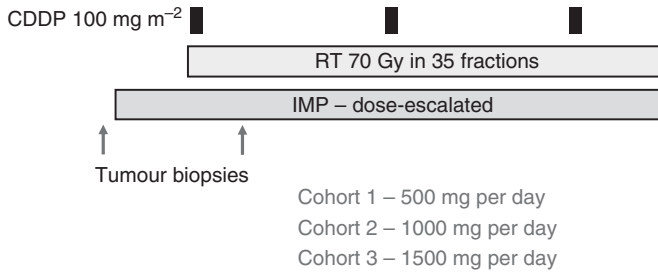 CDDP 100 mg m⁻²
RT 70 Gy in 35 fractions
IMP – dose-escalated
Tumour biopsies
Cohort 1 – 500 mg per day
Cohort 2 – 1000 mg per day
Cohort 3 – 1500 mg per day